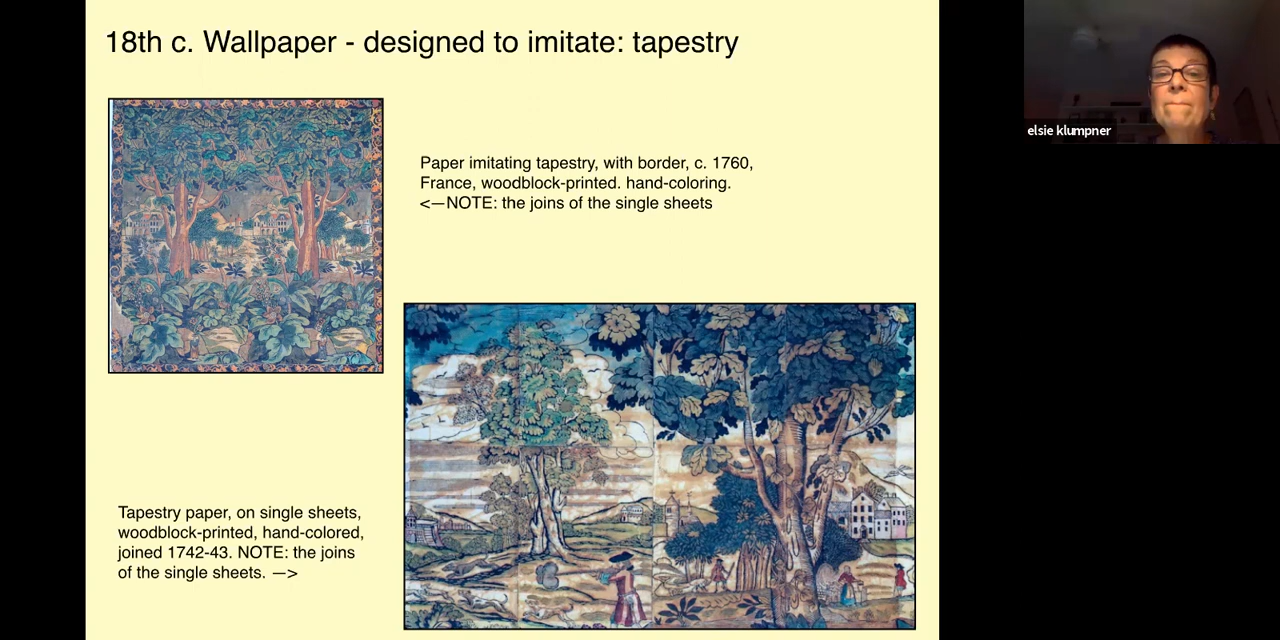 18th c. Wallpaper - designed to imitate: tapestry
elsie klumpner
Paper imitating tapestry, with border, c. 1760,
France, woodblock-printed. hand-coloring.
<—NOTE: the joins of the single sheets
Tapestry paper, on single sheets,
woodblock-printed, hand-colored,
joined 1742-43. NOTE: the joins
of the single sheets. —>